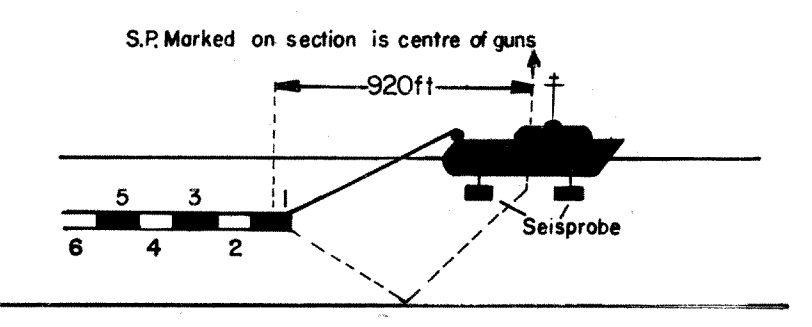 S.P. Marked on section is centre of guns
920ft
5 3 1
6 4 2
Seisprobe